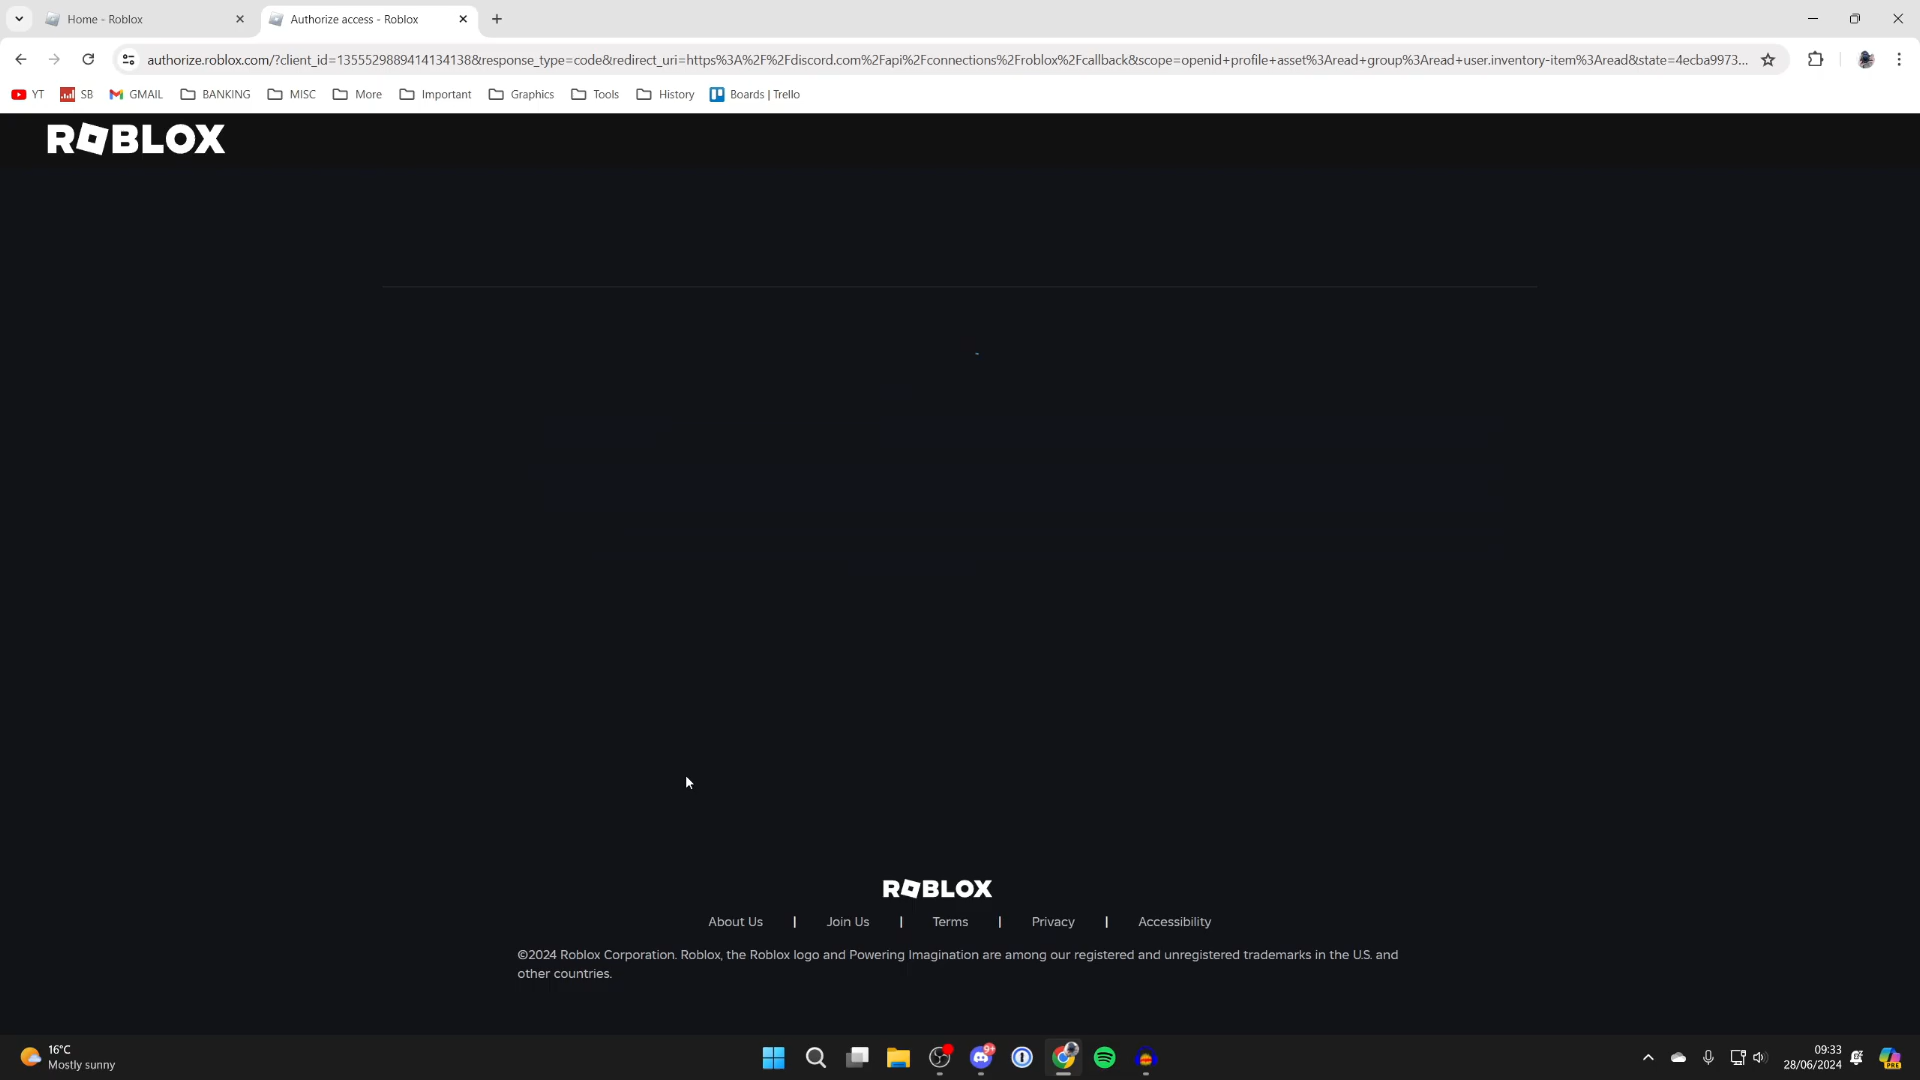 Home - Roblox
Authorize access - Roblox
authorize.roblox.com/?client_id=1355529889414134138&response_type=code&redirect_uri=https%3A%2F%2Fdiscord.com%2Fapi%2Fconnections%2Froblox%2Fcallback&scope=openid+profile+asset%3Aread+group%3Aread+user.inventory-item%3Aread&state=4ecba9973...
YT
SB
GMAIL
BANKING
MISC
More
Important
Graphics
Tools
History
Boards | Trello
ROBLOX
ROBLOX
About Us | Join Us | Terms | Privacy | Accessibility
©2024 Roblox Corporation. Roblox, the Roblox logo and Powering Imagination are among our registered and unregistered trademarks in the U.S. and
other countries.
16°C
Mostly sunny
9+
09:33
28/06/2024
PRE